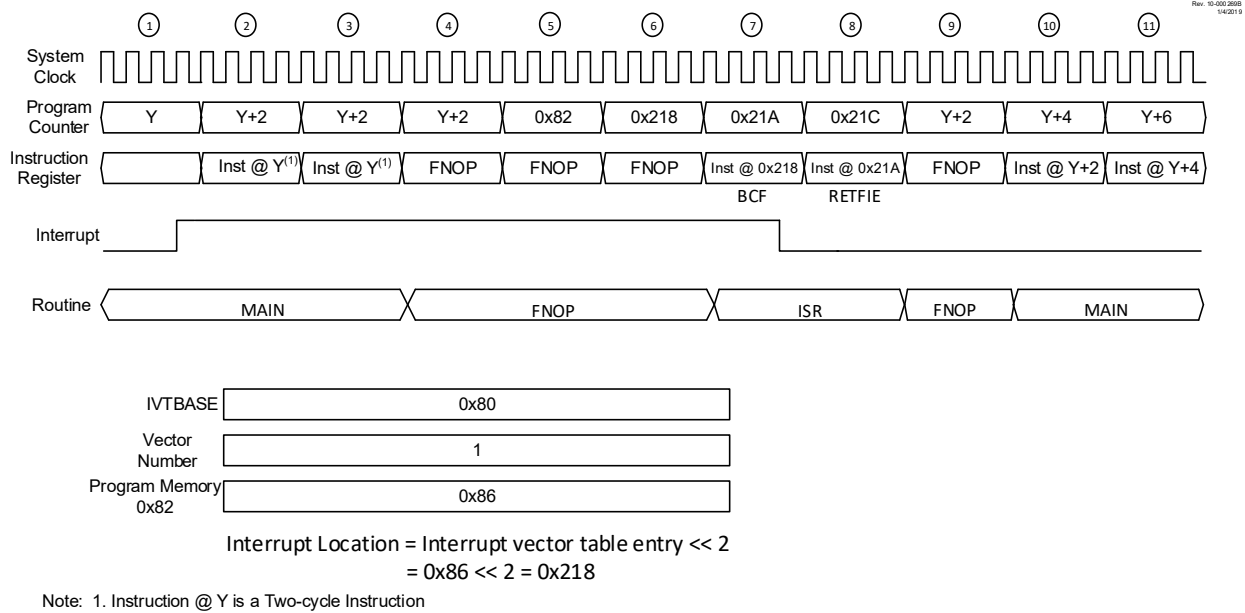 Rev. 10-000 269B
1/4/201 9
1 2 3 4 5 6 7 8 9 10 11
System
Clock
Program
Counter
Y Y+2 Y+2 Y+2 0x82 0x218 0x21A 0x21C Y+2 Y+4 Y+6
Instruction
Register
Inst @ Y(1) Inst @ Y(1) FNOP FNOP FNOP Inst @ 0x218 Inst @ 0x21A FNOP Inst @ Y+2 Inst @ Y+4
BCF RETFIE
Interrupt
Routine MAIN FNOP ISR FNOP MAIN
IVTBASE 0x80
Vector
Number
1
Program Memory
0x82
0x86
Interrupt Location = Interrupt vector table entry << 2
= 0x86 << 2 = 0x218
Note: 1. Instruction @ Y is a Two-cycle Instruction